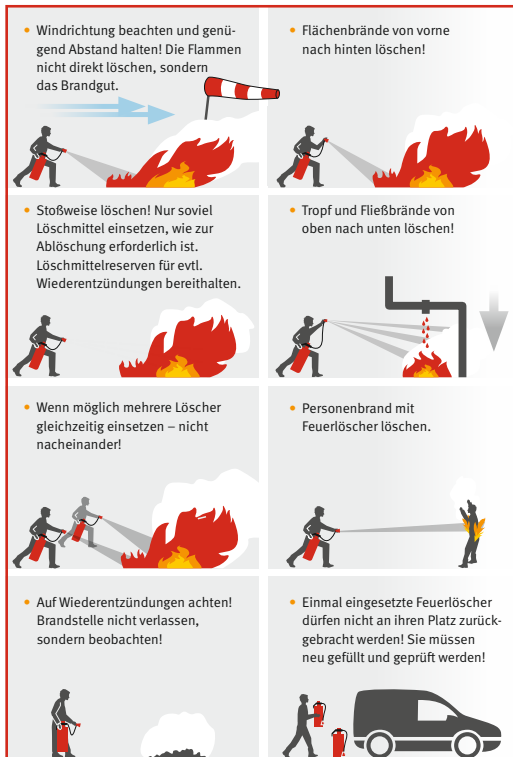 • Windrichtung beachten und genü-
gend Abstand halten! Die Flammen
nicht direkt löschen, sondern
das Brandgut.
• Flächenbrände von vorne
nach hinten löschen!
• Stoßweise löschen! Nur soviel
Löschmittel einsetzen, wie zur
Ablöschung erforderlich ist.
Löschmittelreserven für evtl.
Wiederentzündungen bereithalten.
• Tropf und Fließbrände von
oben nach unten löschen!
• Wenn möglich mehrere Löscher
gleichzeitig einsetzen – nicht
nacheinander!
• Personenbrand mit
Feuerlöscher löschen.
• Auf Wiederentzündungen achten!
Brandstelle nicht verlassen,
sondern beobachten!
• Einmal eingesetzte Feuerlöscher
dürfen nicht an ihren Platz zurück-
gebracht werden! Sie müssen
neu gefüllt und geprüft werden!